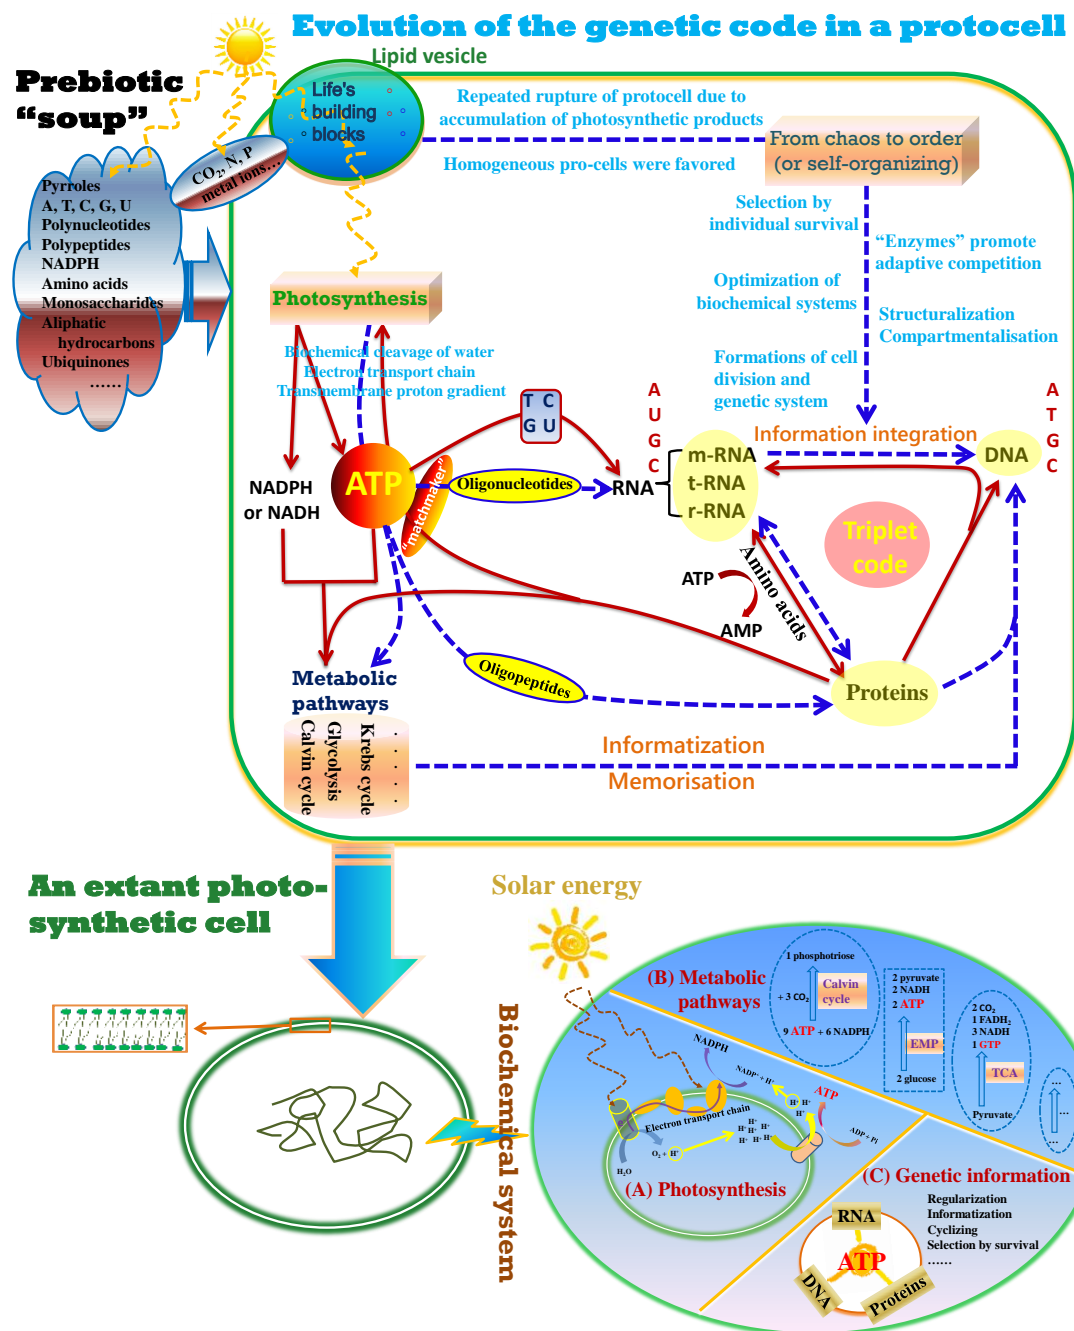 Evolution of the genetic code in a protocell
Lipid vesicle
Prebiotic
“soup”
Life's
building
blocks
CO2, N, P
metal ions…
Pyrroles
A, T, C, G, U
Polynucleotides
Polypeptides
NADPH
Amino acids
Monosaccharides
Aliphatic
hydrocarbons
Ubiquinones
……
Repeated rupture of protocell due to
accumulation of photosynthetic products
Homogeneous pro-cells were favored
From chaos to order
(or self-organizing)
Selection by
individual survival
“Enzymes” promote
adaptive competition
Optimization of
biochemical systems
Structuralization
Compartmentalisation
Formations of cell
division and
genetic system
Photosynthesis
Biochemical cleavage of water
Electron transport chain
Transmembrane proton gradient
T C
G U
A
U
G
C
A
T
G
C
Information integration
NADPH
or NADH
ATP
“matchmaker”
Oligonucleotides
RNA
m-RNA
t-RNA
r-RNA
DNA
Triplet
code
ATP
AMP
Amino acids
Metabolic
pathways
Oligopeptides
Proteins
Calvin cycle
Glycolysis
Krebs cycle
. . . . .
Informatization
Memorisation
An extant photo-
synthetic cell
Solar energy
Biochemical system
(B) Metabolic
pathways
1 phosphotriose
+ 3 CO2
Calvin
cycle
9 ATP + 6 NADPH
2 pyruvate
2 NADH
2 ATP
EMP
2 glucose
2 CO2
1 FADH2
3 NADH
1 GTP
TCA
Pyruvate
...
...
...
NADPH
NADP+ + H+
Electron transport chain
H+ H+
H+
ATP
ADP + Pi
H+
H+ H+
H+ H+
H+ H+ H+
O2 + H+
H2O
(A) Photosynthesis
(C) Genetic information
Regularization
Informatization
Cyclizing
Selection by survival
……
RNA
ATP
DNA
Proteins